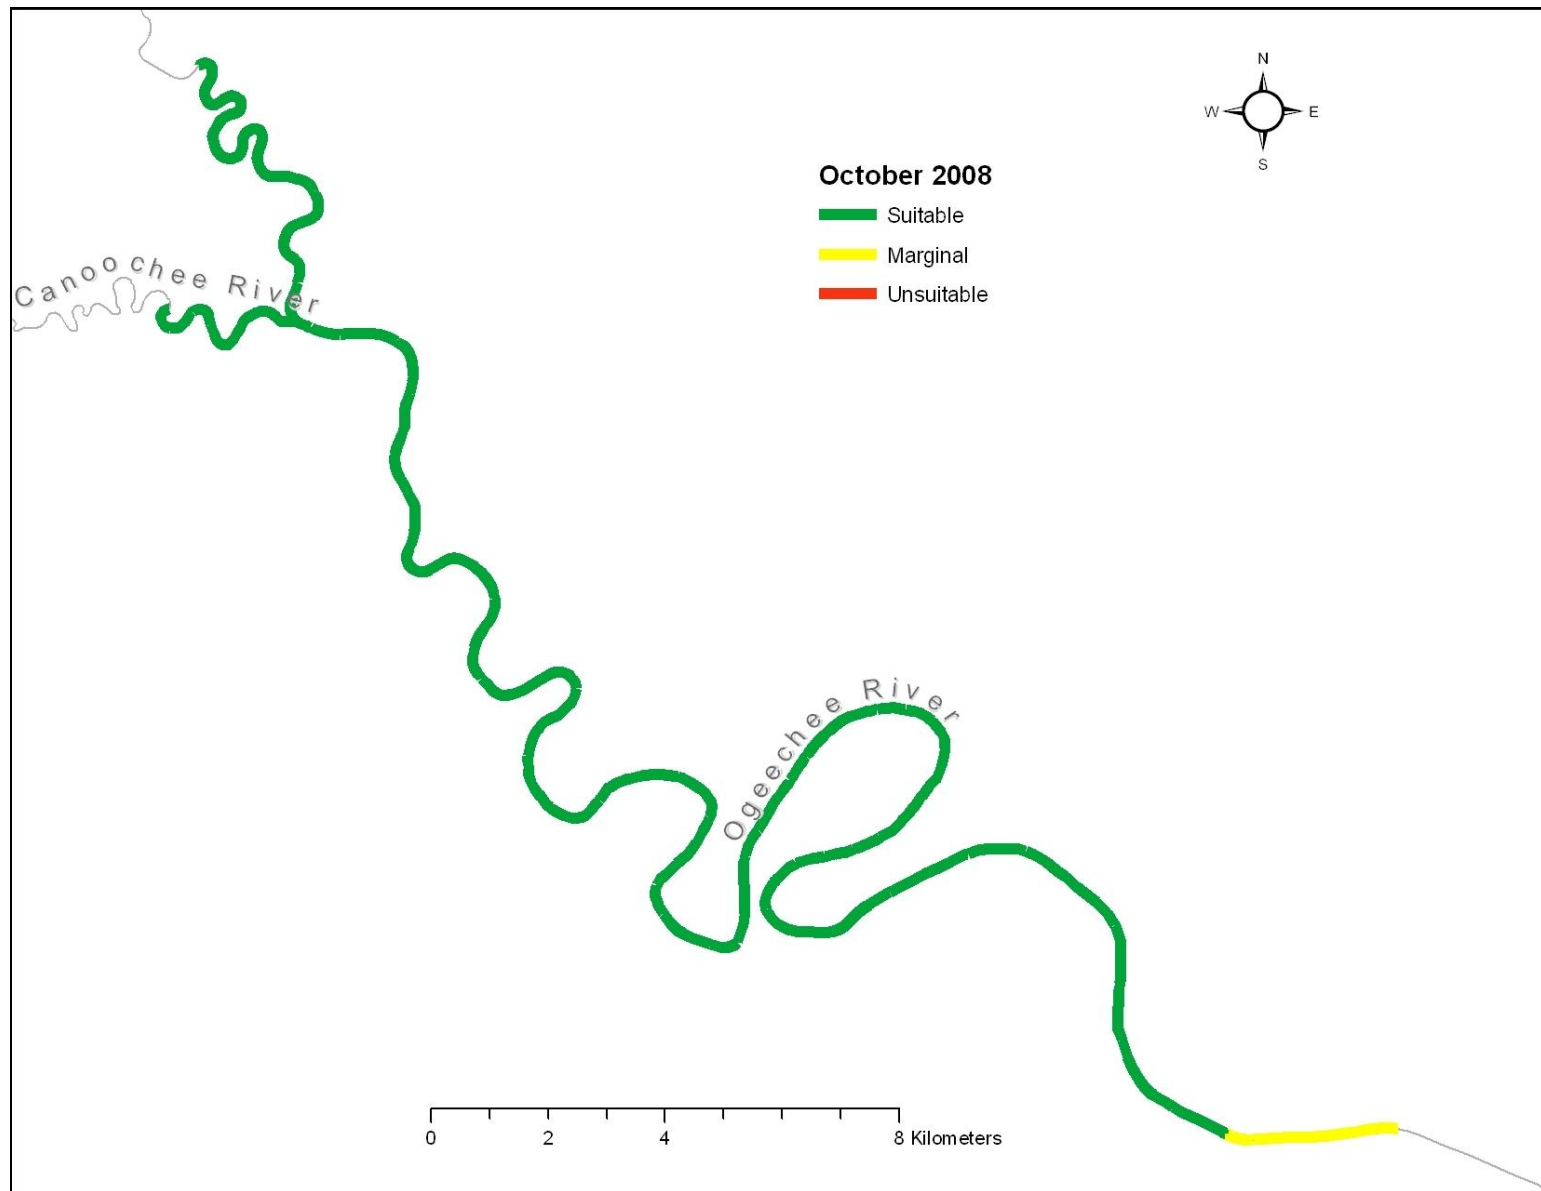 N
W E
S
October 2008
Suitable
Marginal
Unsuitable
Canoochee River
Ogeechee River
0 2 4 8 Kilometers